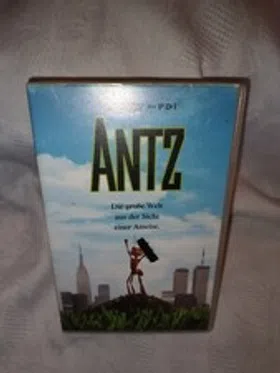 PDI
ANTZ
Die große Welt
aus der Sicht
einer Ameise.